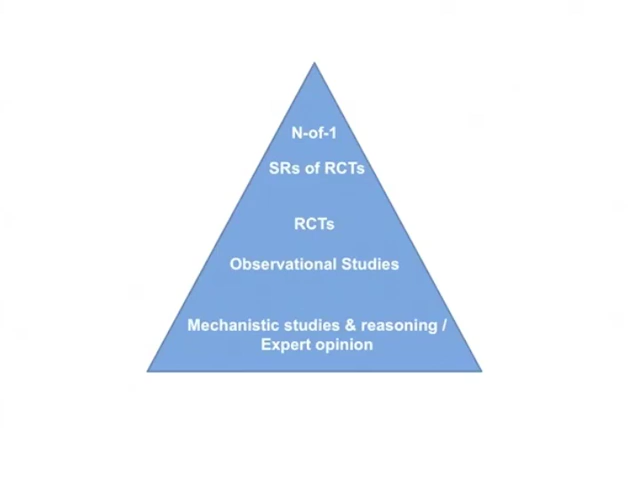 N-of-1
SRs of RCTs
RCTs
Observational Studies
Mechanistic studies & reasoning /
Expert opinion